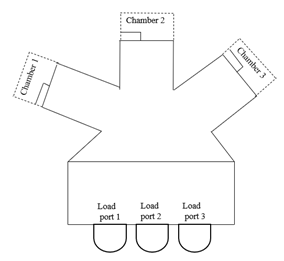 Chamber 2
Chamber 1
Chamber 3
Load
port 1
Load
port 2
Load
port 3